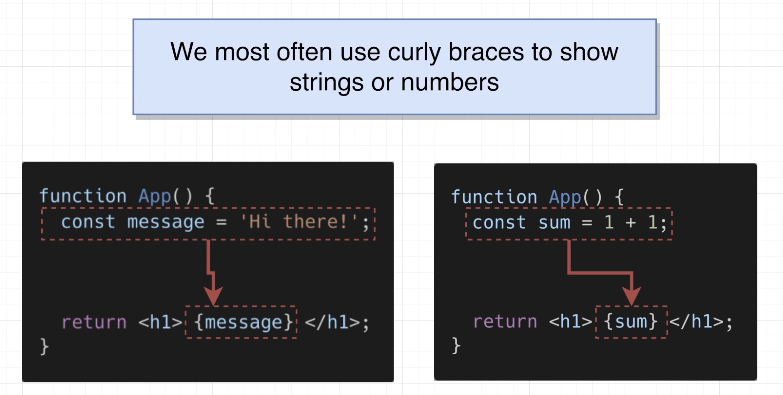 We most often use curly braces to show
strings or numbers
function App() {
const message = 'Hi there!';
return <h1> {message} </h1>;
}
function App() {
const sum = 1 + 1;
return <h1> {sum} </h1>;
}